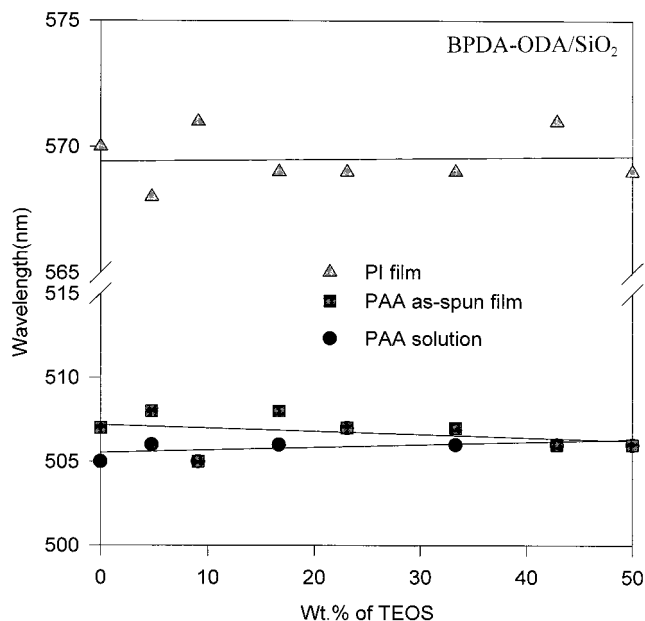 575
BPDA-ODA/SiO₂
570
565
PI film
515
PAA as-spun film
PAA solution
510
505
500
0 10 20 30 40 50
Wt.% of TEOS
Wavelength(nm)